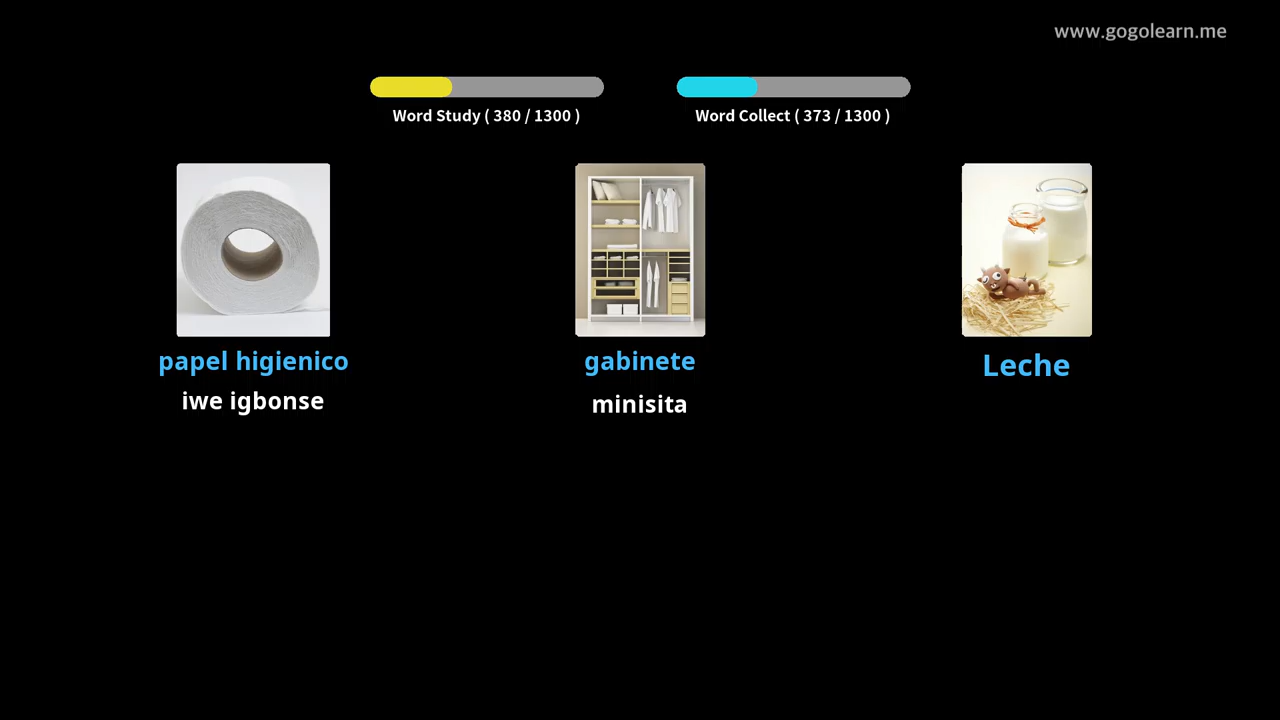 www.gogolearn.me
Word Study ( 380 / 1300 )
Word Collect ( 373 / 1300 )
papel higienico
iwe igbonse
gabinete
minisita
Leche